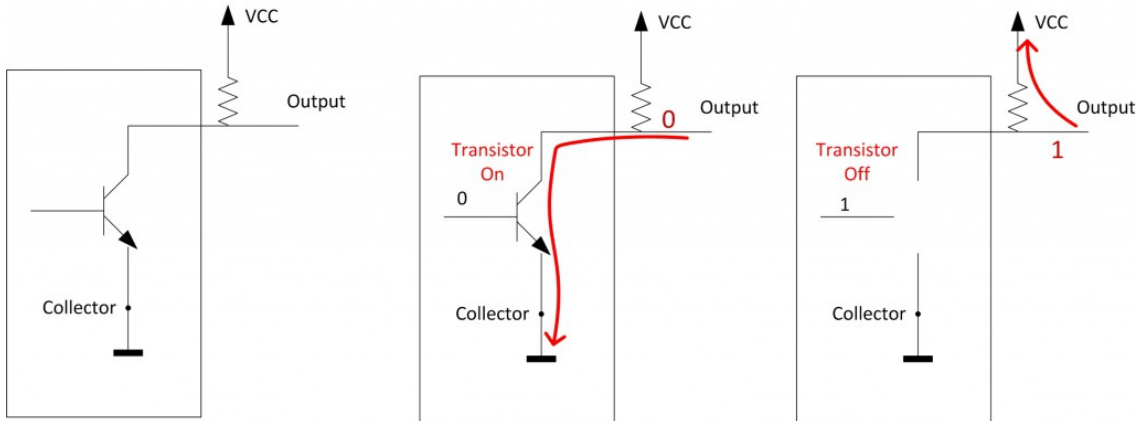 VCC
Output
Collector
VCC
Output
0
Transistor
On
0
Collector
VCC
Output
1
Transistor
Off
1
Collector